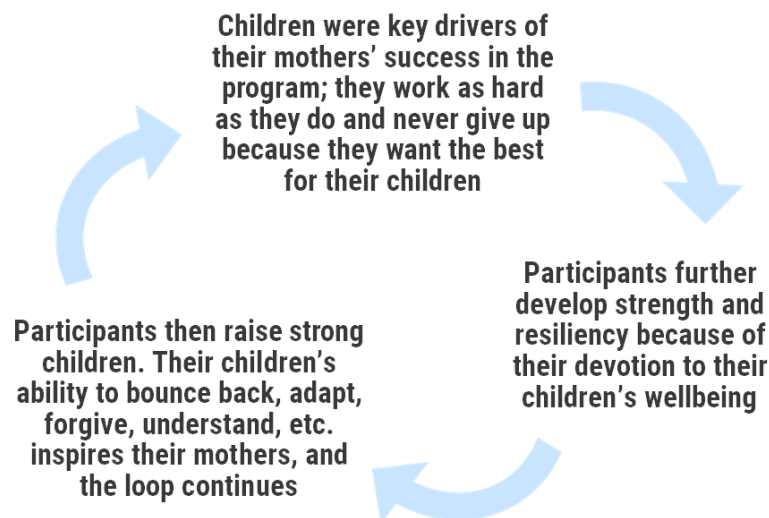 Children were key drivers of
their mothers’ success in the
program; they work as hard
as they do and never give up
because they want the best
for their children
Participants further
develop strength and
resiliency because of
their devotion to their
children’s wellbeing
Participants then raise strong
children. Their children’s
ability to bounce back, adapt,
forgive, understand, etc.
inspires their mothers, and
the loop continues